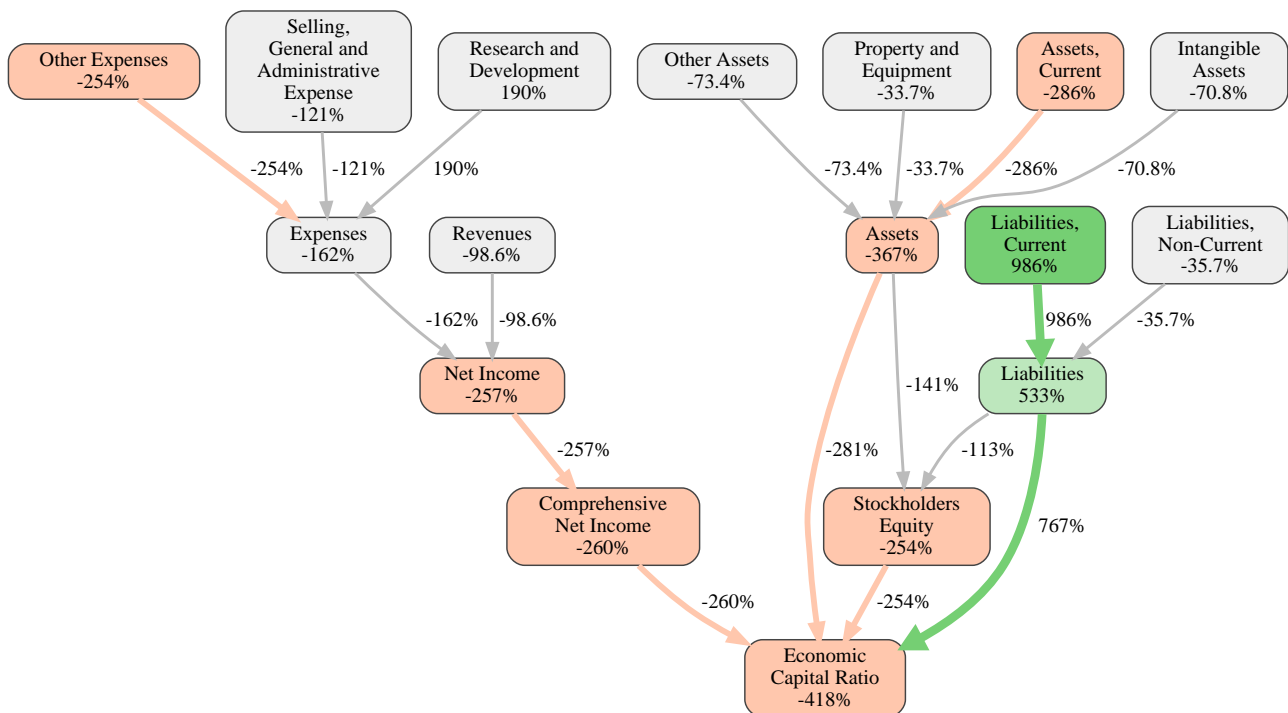 Other Expenses
-254%
Selling,
General and
Administrative
Expense
-121%
Research and
Development
190%
Other Assets
-73.4%
Property and
Equipment
-33.7%
Assets,
Current
-286%
Intangible
Assets
-70.8%
-254%
-121%
190%
-73.4%
-33.7%
-286%
-70.8%
Expenses
-162%
Revenues
-98.6%
Assets
-367%
Liabilities,
Current
986%
Liabilities,
Non-Current
-35.7%
-162%
-98.6%
986%
-35.7%
Net Income
-257%
-141%
Liabilities
533%
-257%
-281%
-113%
Comprehensive
Net Income
-260%
Stockholders
Equity
-254%
767%
-260%
-254%
Economic
Capital Ratio
-418%